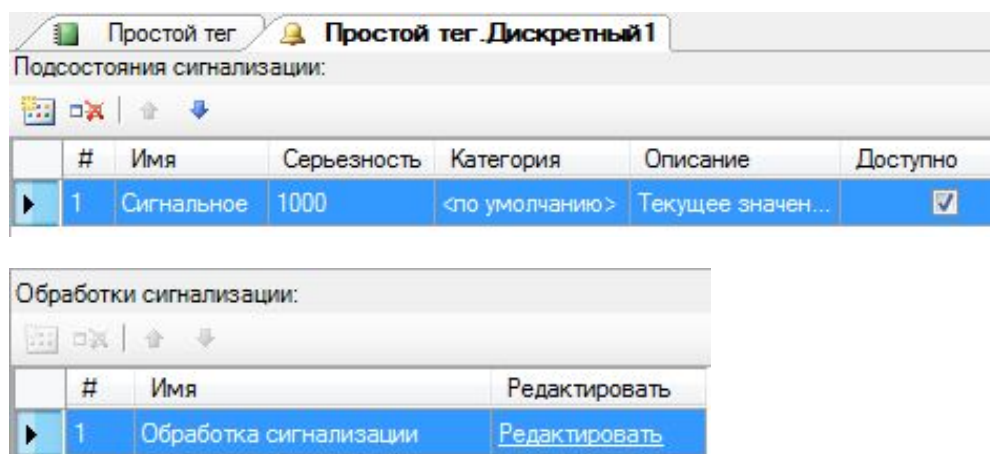 Простой тег Простой тег.Дискретный1
Подсостояния сигнализации:
# Имя Серьезность Категория Описание Доступно
1 Сигнальное 1000 <по умолчанию> Текущее значен...
Обработки сигнализации:
# Имя Редактировать
1 Обработка сигнализации Редактировать